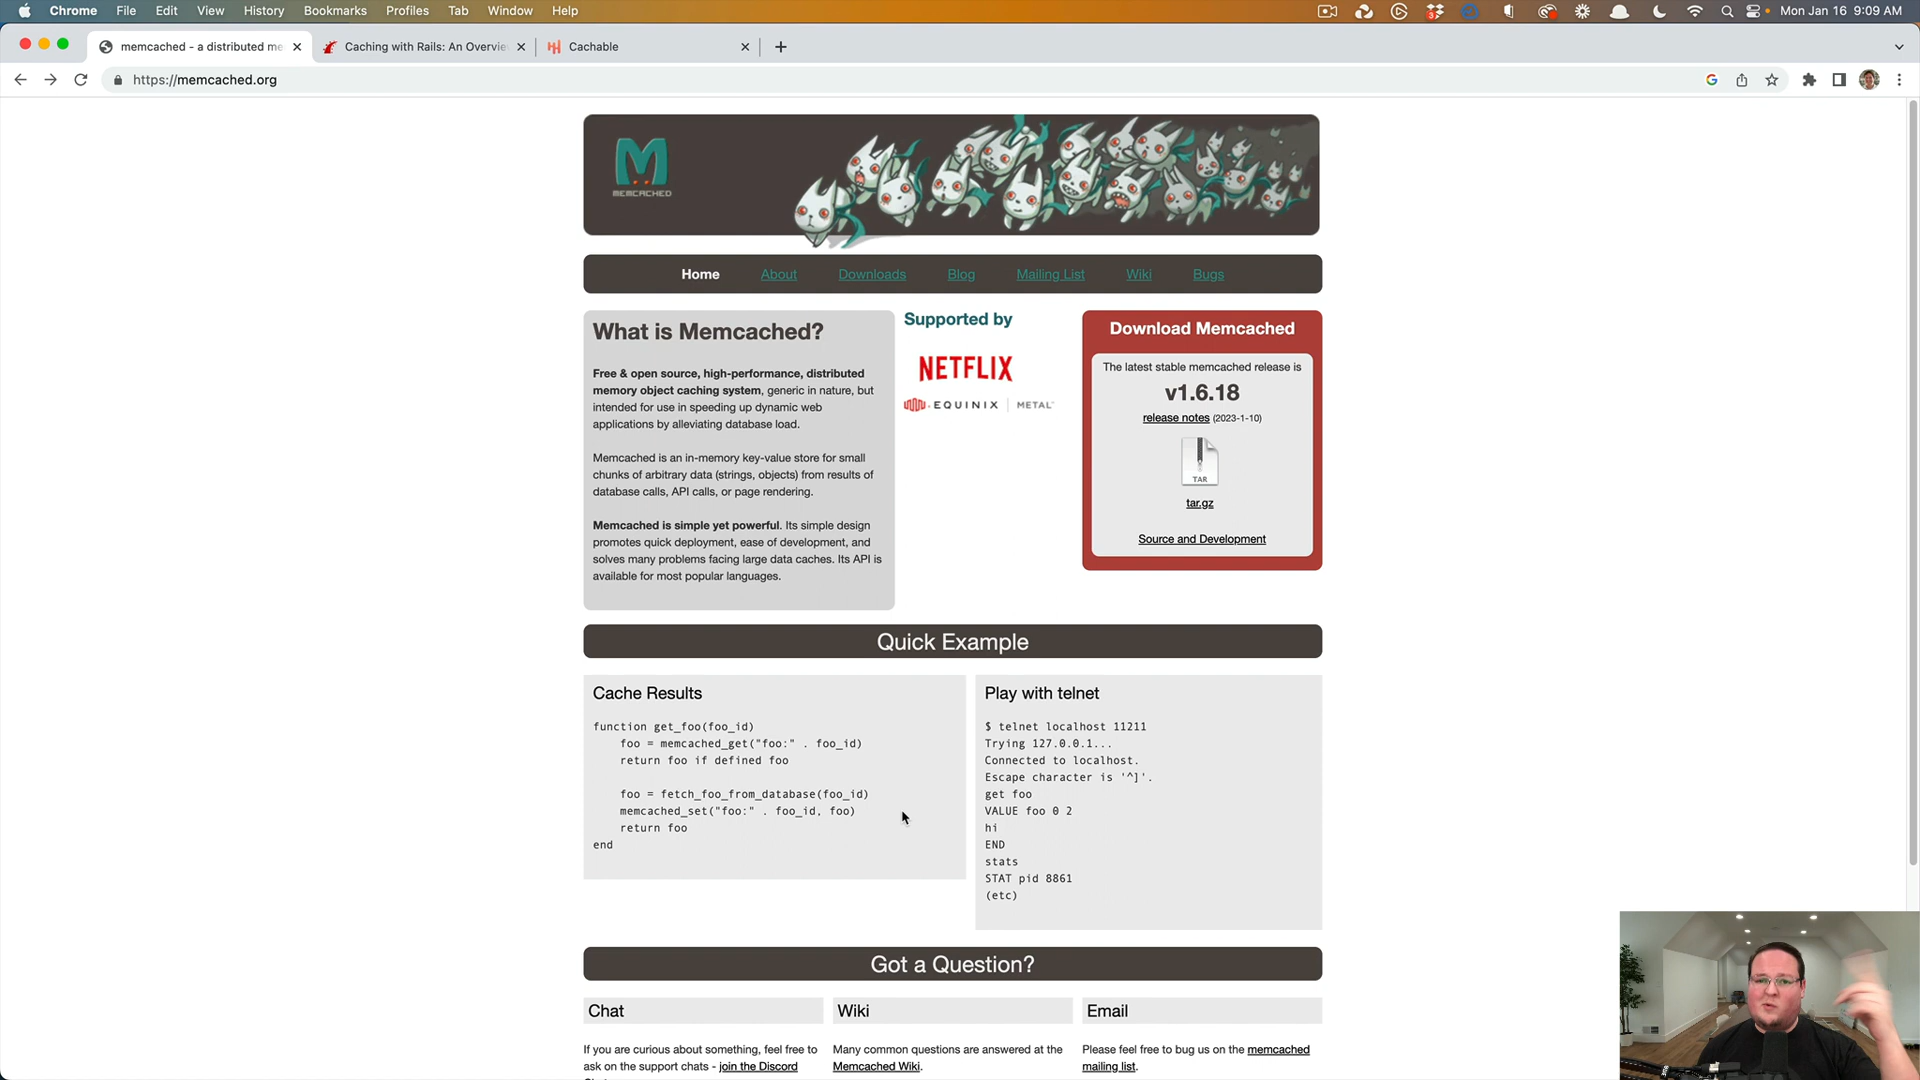 Chrome File Edit View History Bookmarks Profiles Tab Window Help
Mon Jan 16 9:09 AM
memcached - a distributed me
Caching with Rails: An Overvie
Cachable
https://memcached.org
MEMCACHED
Home About Downloads Blog Mailing List Wiki Bugs
What is Memcached?
Free & open source, high-performance, distributed
memory object caching system, generic in nature, but
intended for use in speeding up dynamic web
applications by alleviating database load.
Memcached is an in-memory key-value store for small
chunks of arbitrary data (strings, objects) from results of
database calls, API calls, or page rendering.
Memcached is simple yet powerful. Its simple design
promotes quick deployment, ease of development, and
solves many problems facing large data caches. Its API is
available for most popular languages.
Supported by
NETFLIX
EQUINIX | METAL
Download Memcached
The latest stable memcached release is
v1.6.18
release notes (2023-1-10)
TAR
tar.gz
Source and Development
Quick Example
Cache Results
function get_foo(foo_id)
foo = memcached_get("foo:" . foo_id)
return foo if defined foo
foo = fetch_foo_from_database(foo_id)
memcached_set("foo:" . foo_id, foo)
return foo
end
Play with telnet
$ telnet localhost 11211
Trying 127.0.0.1...
Connected to localhost.
Escape character is '^]'.
get foo
VALUE foo 0 2
hi
END
stats
STAT pid 8861
(etc)
Got a Question?
Chat
If you are curious about something, feel free to
ask on the support chats - join the Discord
Wiki
Many common questions are answered at the
Memcached Wiki.
Email
Please feel free to bug us on the memcached
mailing list.